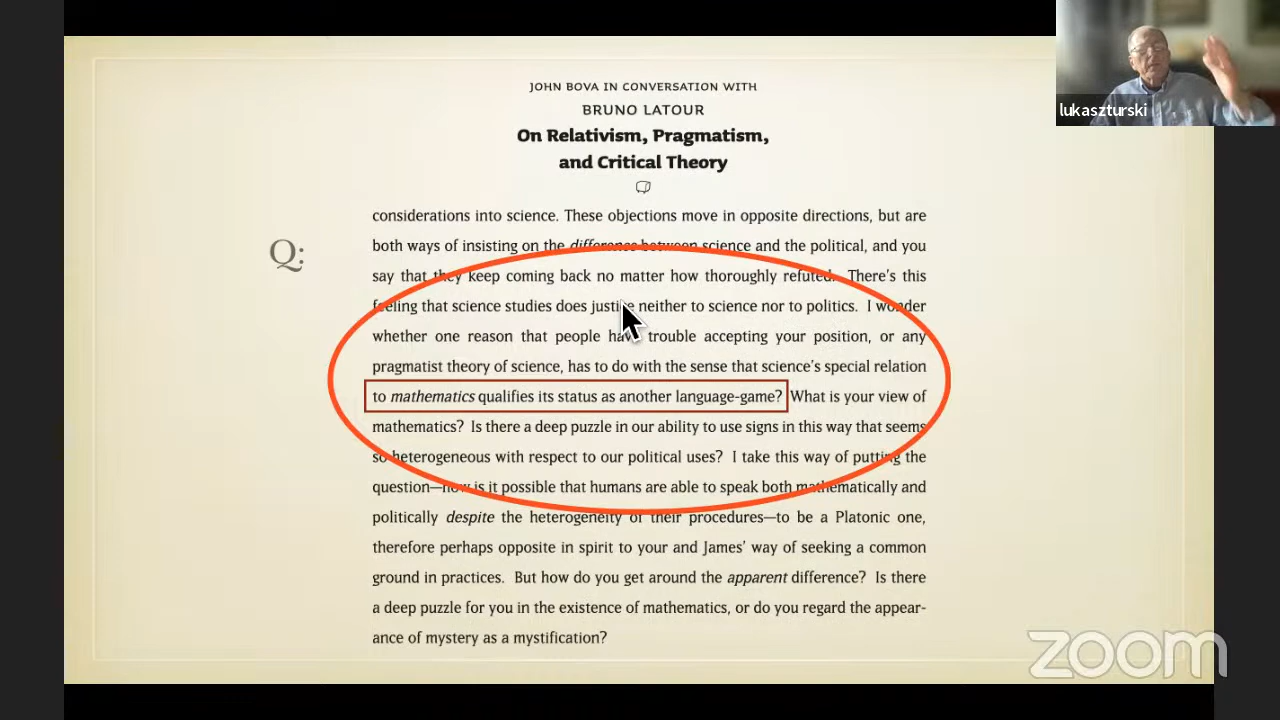 lukaszturski
JOHN BOVA IN CONVERSATION WITH
BRUNO LATOUR
On Relativism, Pragmatism,
and Critical Theory
Q:
considerations into science. These objections move in opposite directions, but are
both ways of insisting on the difference between science and the political, and you
say that they keep coming back no matter how thoroughly refuted. There's this
feeling that science studies does justice neither to science nor to politics. I wonder
whether one reason that people have trouble accepting your position, or any
pragmatist theory of science, has to do with the sense that science's special relation
to mathematics qualifies its status as another language-game? What is your view of
mathematics? Is there a deep puzzle in our ability to use signs in this way that seems
so heterogeneous with respect to our political uses? I take this way of putting the
question—how is it possible that humans are able to speak both mathematically and
politically despite the heterogeneity of their procedures—to be a Platonic one,
therefore perhaps opposite in spirit to your and James' way of seeking a common
ground in practices. But how do you get around the apparent difference? Is there
a deep puzzle for you in the existence of mathematics, or do you regard the appear-
ance of mystery as a mystification?
zoom